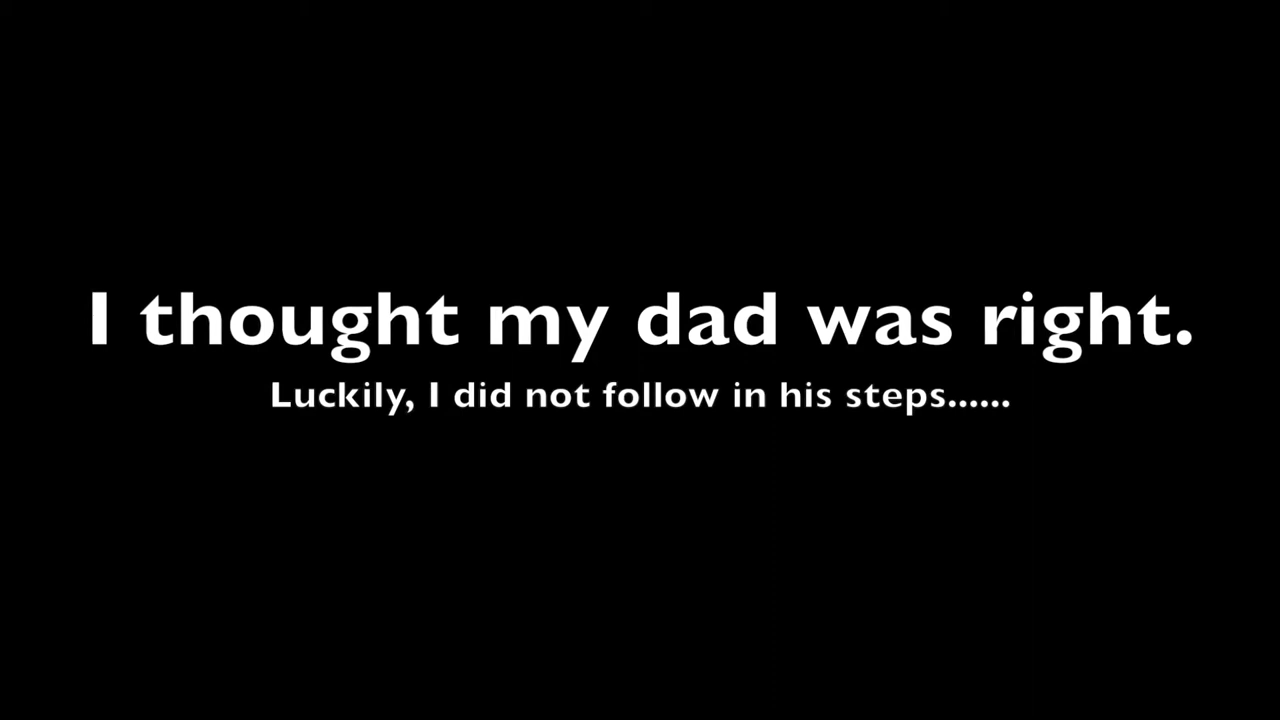 I thought my dad was right.
Luckily, I did not follow in his steps......